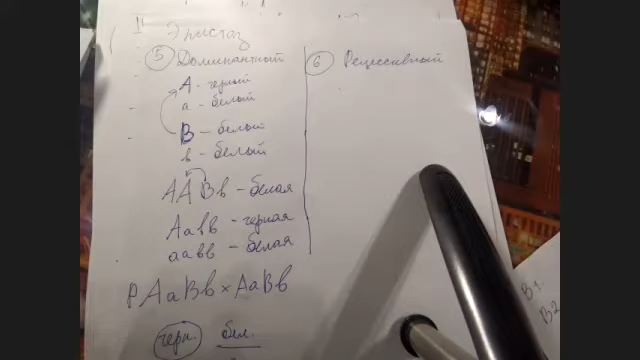 I Эпистаз
5 Доминантный
А - черный
а - белый
В - белый
в - белый
ААВв - белая
Аавв - черная
аавв - белая
Р АаВв × АаВв
черн. бел.
6 Рецессивный
В1.
В2